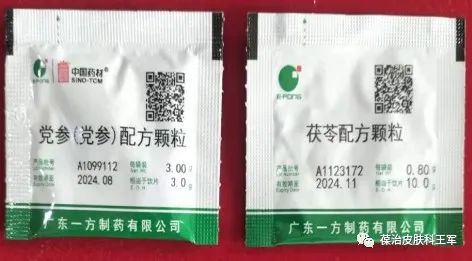 中国药材
SINO-TCM
党参(党参)配方颗粒
产品批号 A1099112 每袋装 3.00g
有效期至 2024.08 相当于饮片 3.0g
广东一方制药有限公司
E-FONG
茯苓配方颗粒
产品批号 A1123172 每袋装 0.80g
有效期至 2024.11 相当于饮片 10.0g
广东一方制药有限公司
葆治皮肤科王军